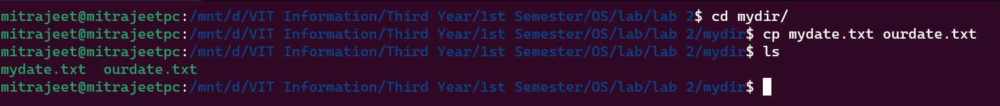 mitrajeet@mitrajeetpc:/mnt/d/VIT Information/Third Year/1st Semester/OS/lab/lab 2$ cd mydir/
mitrajeet@mitrajeetpc:/mnt/d/VIT Information/Third Year/1st Semester/OS/lab/lab 2/mydir$ cp mydate.txt ourdate.txt
mitrajeet@mitrajeetpc:/mnt/d/VIT Information/Third Year/1st Semester/OS/lab/lab 2/mydir$ ls
mydate.txt  ourdate.txt
mitrajeet@mitrajeetpc:/mnt/d/VIT Information/Third Year/1st Semester/OS/lab/lab 2/mydir$